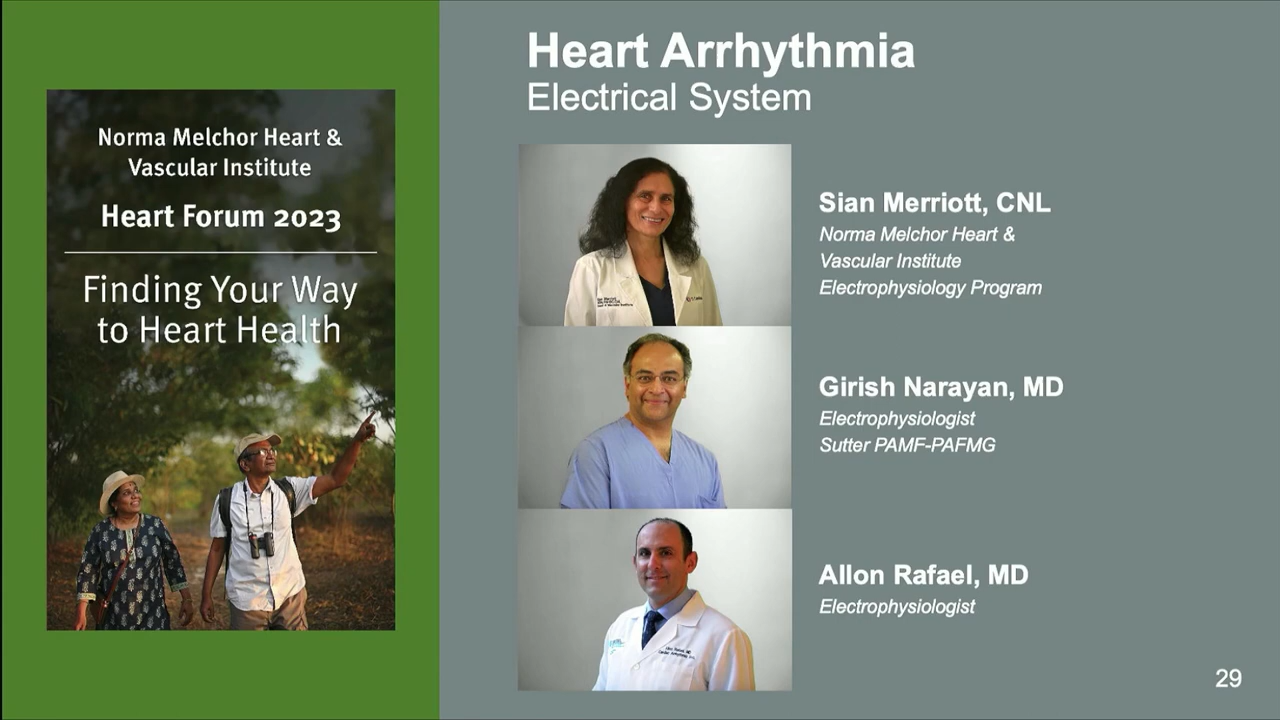 Norma Melchor Heart &
Vascular Institute
Heart Forum 2023
Finding Your Way
to Heart Health
Heart Arrhythmia
Electrical System
Sian Merriott, CNL
Norma Melchor Heart &
Vascular Institute
Electrophysiology Program
Girish Narayan, MD
Electrophysiologist
Sutter PAMF-PAFMG
Allon Rafael, MD
Electrophysiologist
29